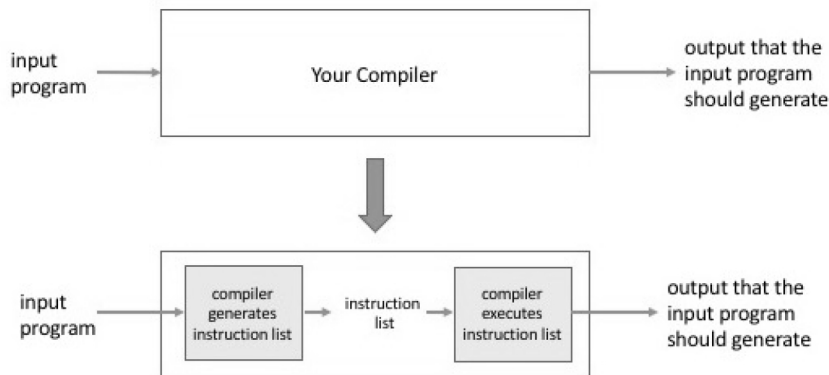 input
program
Your Compiler
output that the
input program
should generate
input
program
compiler
generates
instruction list
instruction
list
compiler
executes
instruction list
output that the
input program
should generate